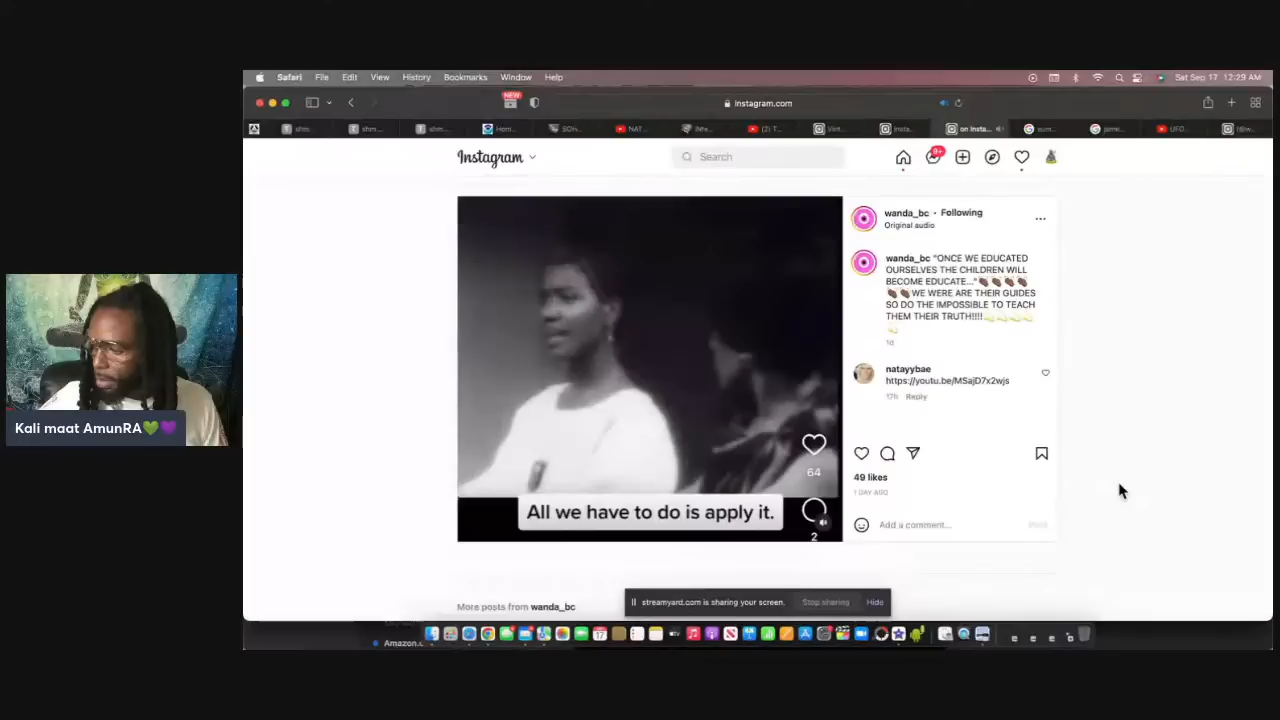 Safari File Edit View History Bookmarks Window Help
Sat Sep 17 12:29 AM
NEW
instagram.com
Instagram
Search
9+
wanda_bc • Following
Original audio
wanda_bc "ONCE WE EDUCATED
OURSELVES THE CHILDREN WILL
BECOME EDUCATE..."👏🏿👏🏿👏🏿👏🏿
👏🏿👏🏿WE WERE ARE THEIR GUIDES
SO DO THE IMPOSSIBLE TO TEACH
THEM THEIR TRUTH!!!!
1d
natayybae
https://youtu.be/MSajD7x2wjs
17h Reply
Kali maat AmunRA💚💜
64
49 likes
1 DAY AGO
All we have to do is apply it.
2
Add a comment...
Post
More posts from wanda_bc
streamyard.com is sharing your screen. Stop sharing Hide
17
Amazon.c